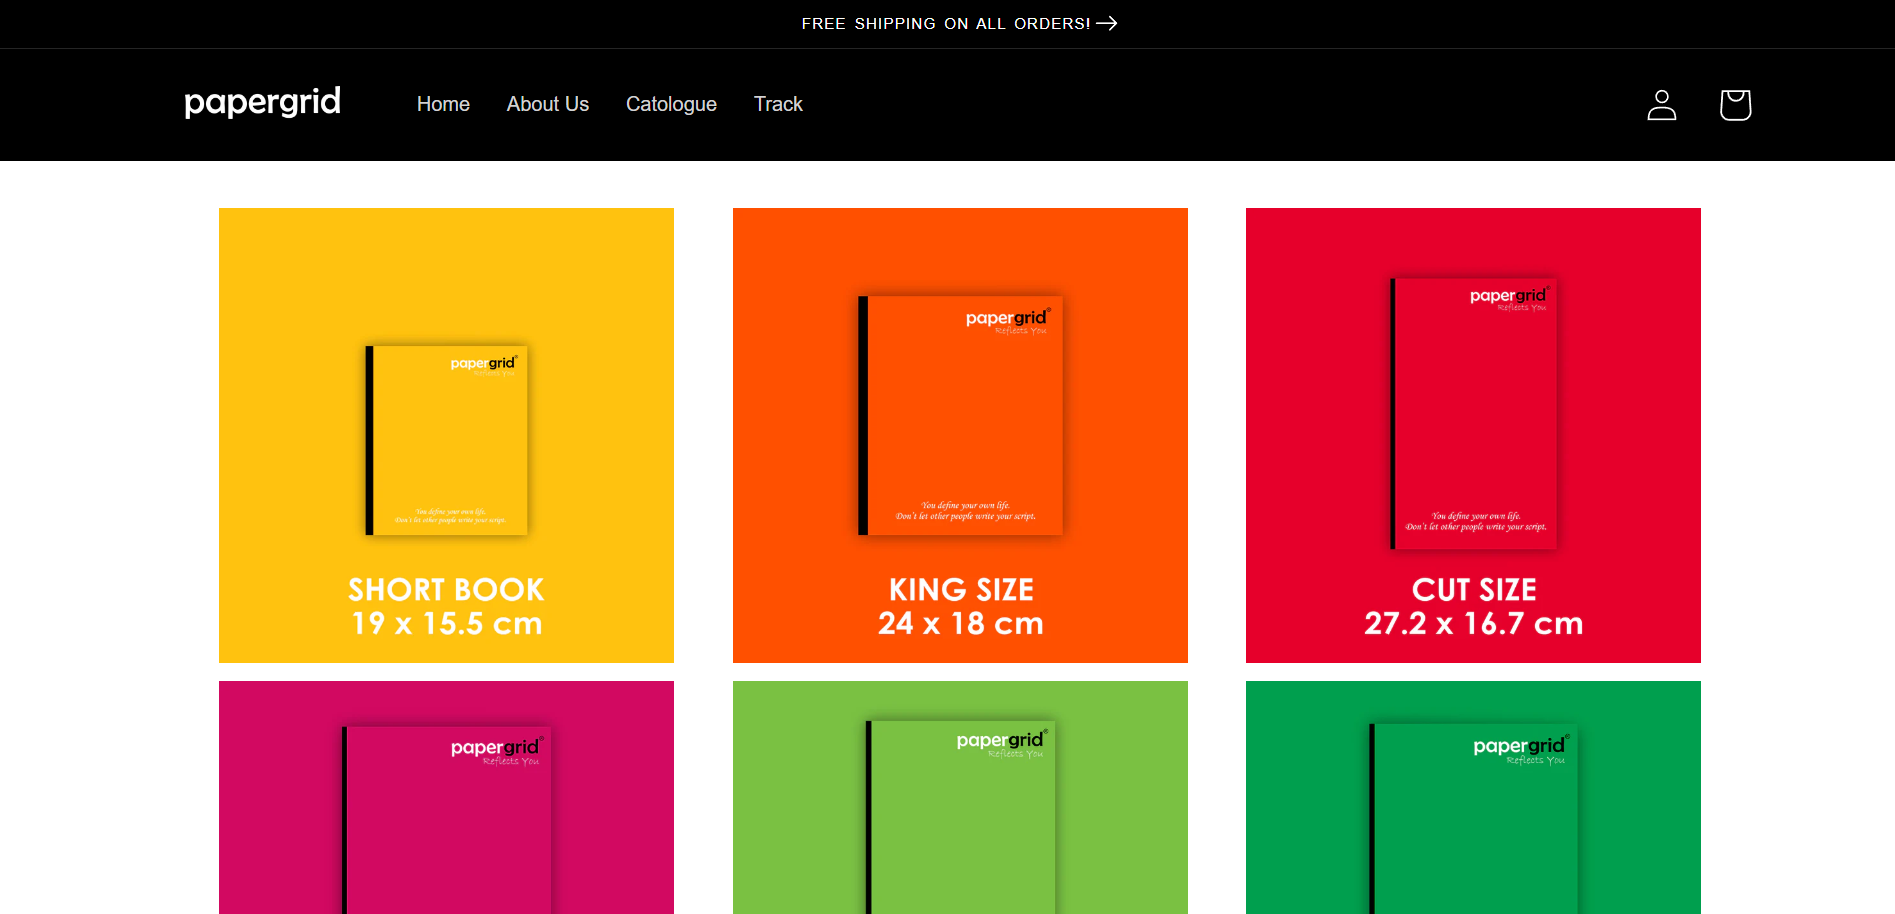 FREE SHIPPING ON ALL ORDERS!
papergrid Home About Us Catologue Track
papergrid®
Reflects You
You define your own life.
Don't let other people write your script.
SHORT BOOK
19 x 15.5 cm
papergrid®
Reflects You
You define your own life.
Don't let other people write your script.
KING SIZE
24 x 18 cm
papergrid®
Reflects You
You define your own life.
Don't let other people write your script.
CUT SIZE
27.2 x 16.7 cm
papergrid®
Reflects You
papergrid®
Reflects You
papergrid®
Reflects You